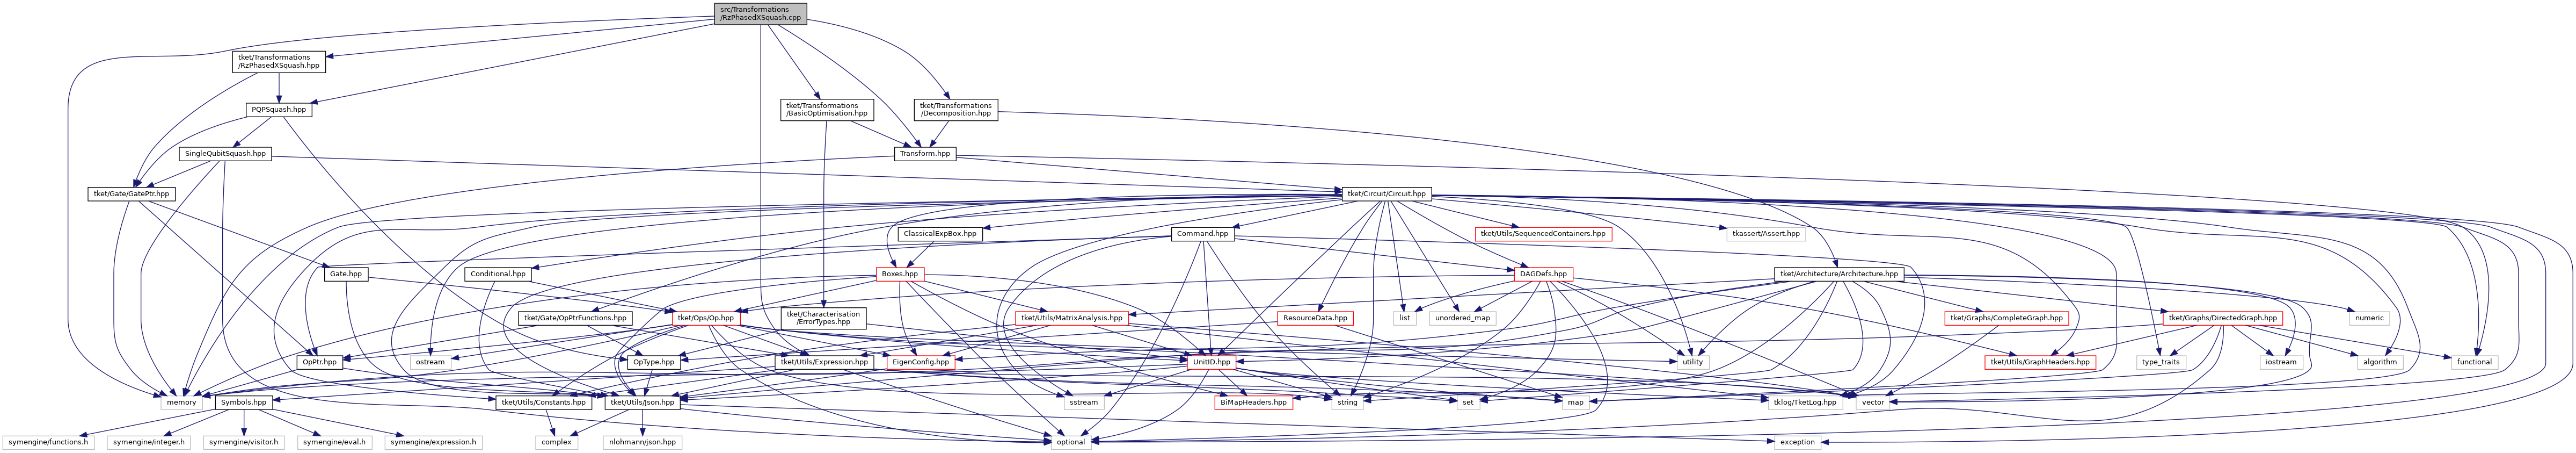 src/Transformations
/RzPhasedXSquash.cpp
tket/Transformations
/RzPhasedXSquash.hpp
PQPSquash.hpp
tket/Transformations
/BasicOptimisation.hpp
tket/Transformations
/Decomposition.hpp
SingleQubitSquash.hpp
Transform.hpp
tket/Gate/GatePtr.hpp
tket/Circuit/Circuit.hpp
ClassicalExpBox.hpp
Command.hpp
tket/Utils/SequencedContainers.hpp
tkassert/Assert.hpp
Gate.hpp
Conditional.hpp
Boxes.hpp
DAGDefs.hpp
tket/Architecture/Architecture.hpp
tket/Gate/OpPtrFunctions.hpp
tket/Ops/Op.hpp
tket/Characterisation
/ErrorTypes.hpp
tket/Utils/MatrixAnalysis.hpp
ResourceData.hpp
list
unordered_map
tket/Graphs/CompleteGraph.hpp
tket/Graphs/DirectedGraph.hpp
numeric
OpPtr.hpp
ostream
OpType.hpp
tket/Utils/Expression.hpp
EigenConfig.hpp
UnitID.hpp
utility
tket/Utils/GraphHeaders.hpp
type_traits
iostream
algorithm
functional
memory
Symbols.hpp
tket/Utils/Constants.hpp
tket/Utils/Json.hpp
sstream
BiMapHeaders.hpp
string
set
map
tklog/TketLog.hpp
vector
symengine/functions.h
symengine/integer.h
symengine/visitor.h
symengine/eval.h
symengine/expression.h
complex
nlohmann/json.hpp
optional
exception